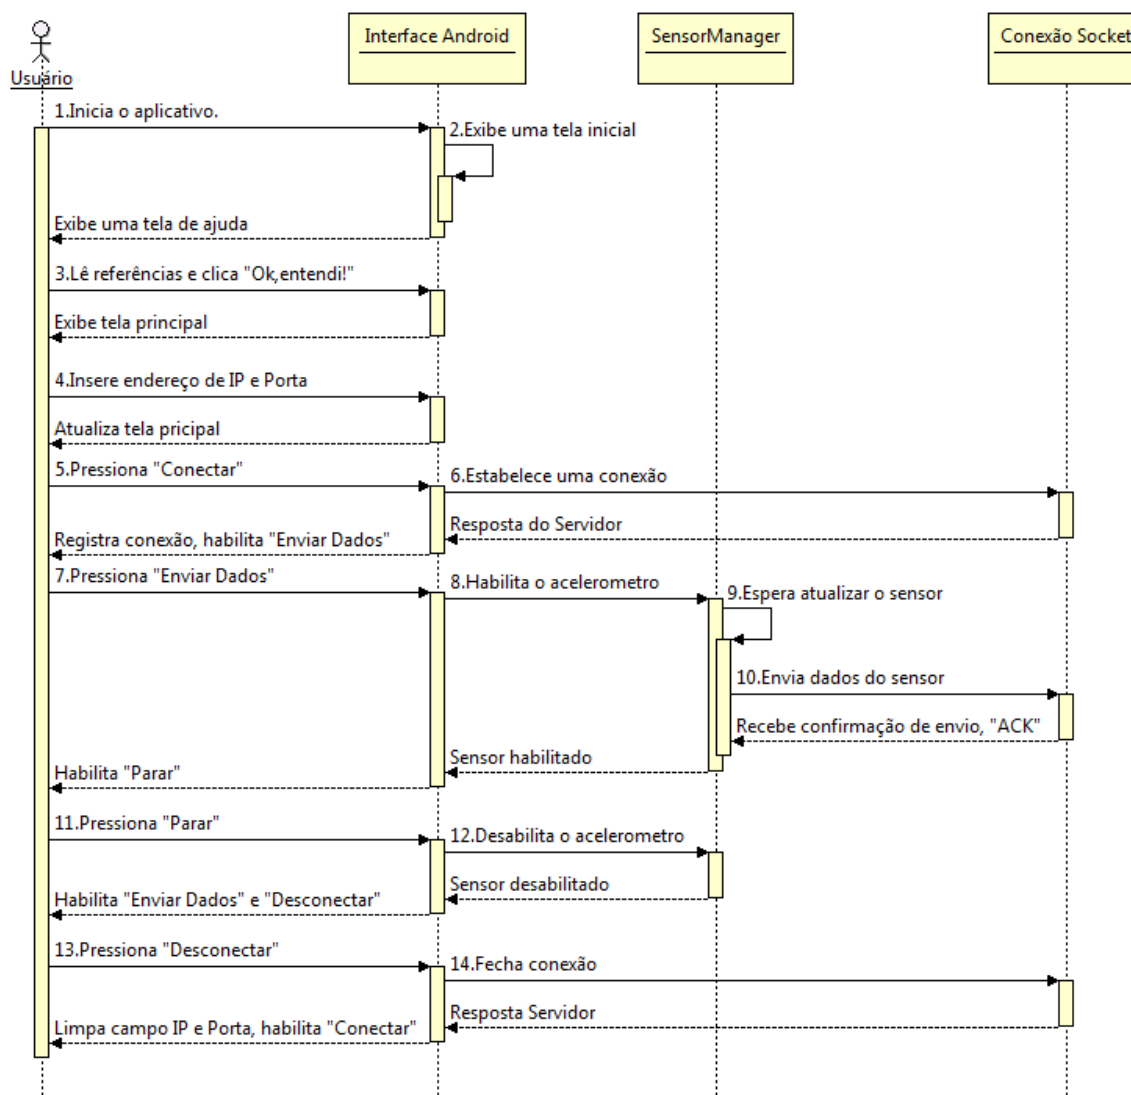 Interface Android
SensorManager
Conexão Socket
Usuário
1.Inicia o aplicativo.
2.Exibe uma tela inicial
Exibe uma tela de ajuda
3.Lê referências e clica "Ok,entendi!"
Exibe tela principal
4.Insere endereço de IP e Porta
Atualiza tela pricipal
5.Pressiona "Conectar"
6.Estabelece uma conexão
Resposta do Servidor
Registra conexão, habilita "Enviar Dados"
7.Pressiona "Enviar Dados"
8.Habilita o acelerometro
9.Espera atualizar o sensor
10.Envia dados do sensor
Recebe confirmação de envio, "ACK"
Sensor habilitado
Habilita "Parar"
11.Pressiona "Parar"
12.Desabilita o acelerometro
Sensor desabilitado
Habilita "Enviar Dados" e "Desconectar"
13.Pressiona "Desconectar"
14.Fecha conexão
Resposta Servidor
Limpa campo IP e Porta, habilita "Conectar"